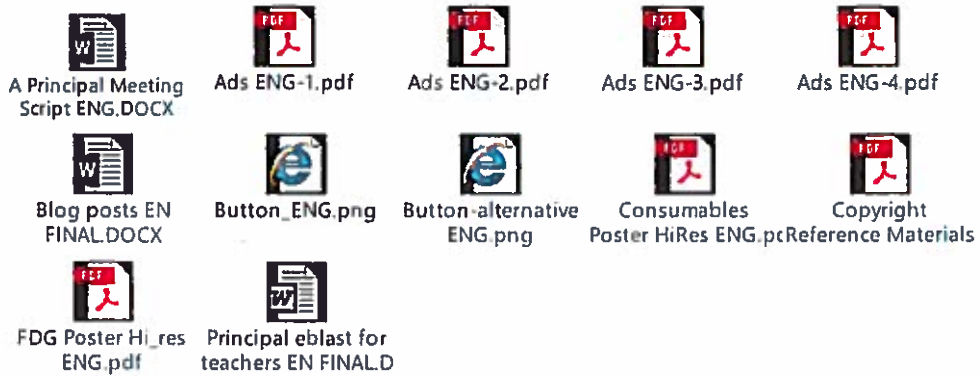 A Principal Meeting
Script ENG.DOCX
Ads ENG-1.pdf
Ads ENG-2.pdf
Ads ENG-3.pdf
Ads ENG-4.pdf
Blog posts EN
FINAL.DOCX
Button_ENG.png
Button-alternative
ENG.png
Consumables
Poster HiRes ENG.pc
Copyright
Reference Materials
FDG Poster Hi_res
ENG.pdf
Principal eblast for
teachers EN FINAL.D